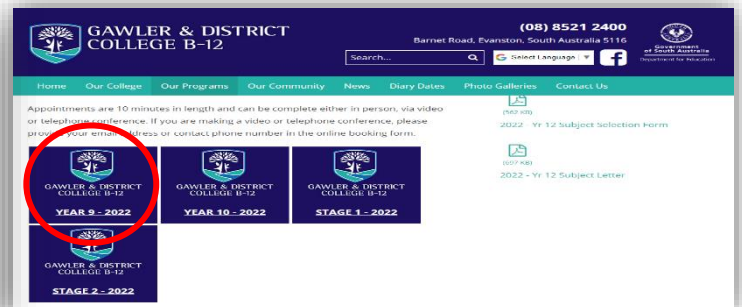 GAWLER & DISTRICT
COLLEGE B-12
(08) 8521 2400
Barnet Road, Evanston, South Australia 5116
Search...
Select Language
Government
of South Australia
Department for Education
Home Our College Our Programs Our Community News Diary Dates Photo Galleries Contact Us
Appointments are 10 minutes in length and can be complete either in person, via video
or telephone conference. If you are making a video or telephone conference, please
provide your email address or contact phone number in the online booking form.
(562 KB)
2022 - Yr 12 Subject Selection Form
(697 KB)
2022 - Yr 12 Subject Letter
GAWLER & DISTRICT
COLLEGE B-12
YEAR 9 - 2022
GAWLER & DISTRICT
COLLEGE B-12
YEAR 10 - 2022
GAWLER & DISTRICT
COLLEGE B-12
STAGE 1 - 2022
GAWLER & DISTRICT
COLLEGE B-12
STAGE 2 - 2022